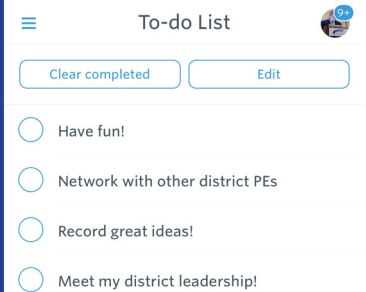 To-do List
9+
Clear completed
Edit
Have fun!
Network with other district PEs
Record great ideas!
Meet my district leadership!